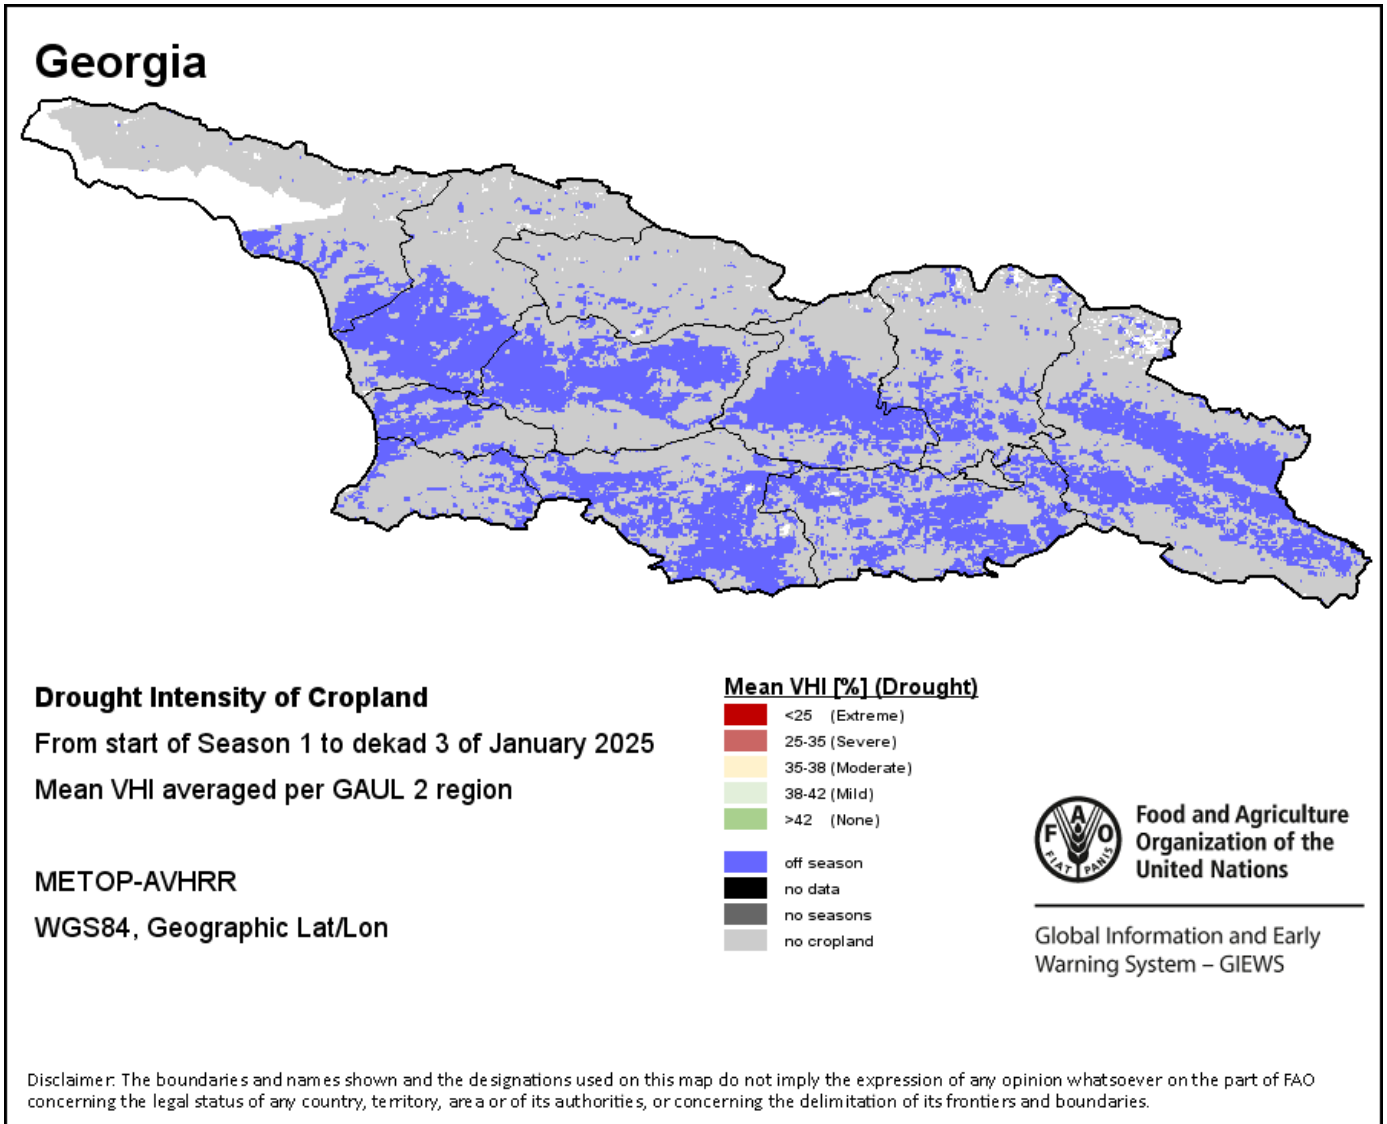 Georgia
Drought Intensity of Cropland
From start of Season 1 to dekad 3 of January 2025
Mean VHI averaged per GAUL 2 region
METOP-AVHRR
WGS84, Geographic Lat/Lon
Mean VHI [%] (Drought)
<25 (Extreme)
25-35 (Severe)
35-38 (Moderate)
38-42 (Mild)
>42 (None)
off season
no data
no seasons
no cropland
F A O
FIAT PANIS
Food and Agriculture
Organization of the
United Nations
Global Information and Early
Warning System – GIEWS
Disclaimer: The boundaries and names shown and the designations used on this map do not imply the expression of any opinion whatsoever on the part of FAO
concerning the legal status of any country, territory, area or of its authorities, or concerning the delimitation of its frontiers and boundaries.